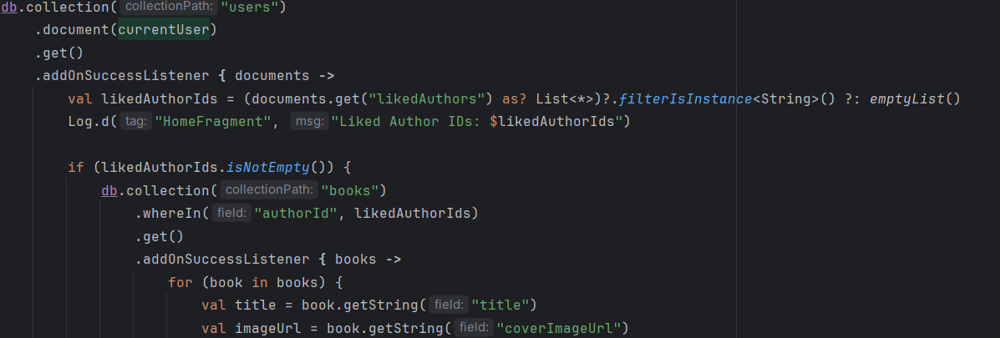 db.collection( collectionPath: "users")
.document(currentUser)
.get()
.addOnSuccessListener { documents ->
val likedAuthorIds = (documents.get("likedAuthors") as? List<*>)?.filterIsInstance<String>() ?: emptyList()
Log.d( tag: "HomeFragment", msg: "Liked Author IDs: $likedAuthorIds")
if (likedAuthorIds.isNotEmpty()) {
db.collection( collectionPath: "books")
.whereIn( field: "authorId", likedAuthorIds)
.get()
.addOnSuccessListener { books ->
for (book in books) {
val title = book.getString( field: "title")
val imageUrl = book.getString( field: "coverImageUrl")